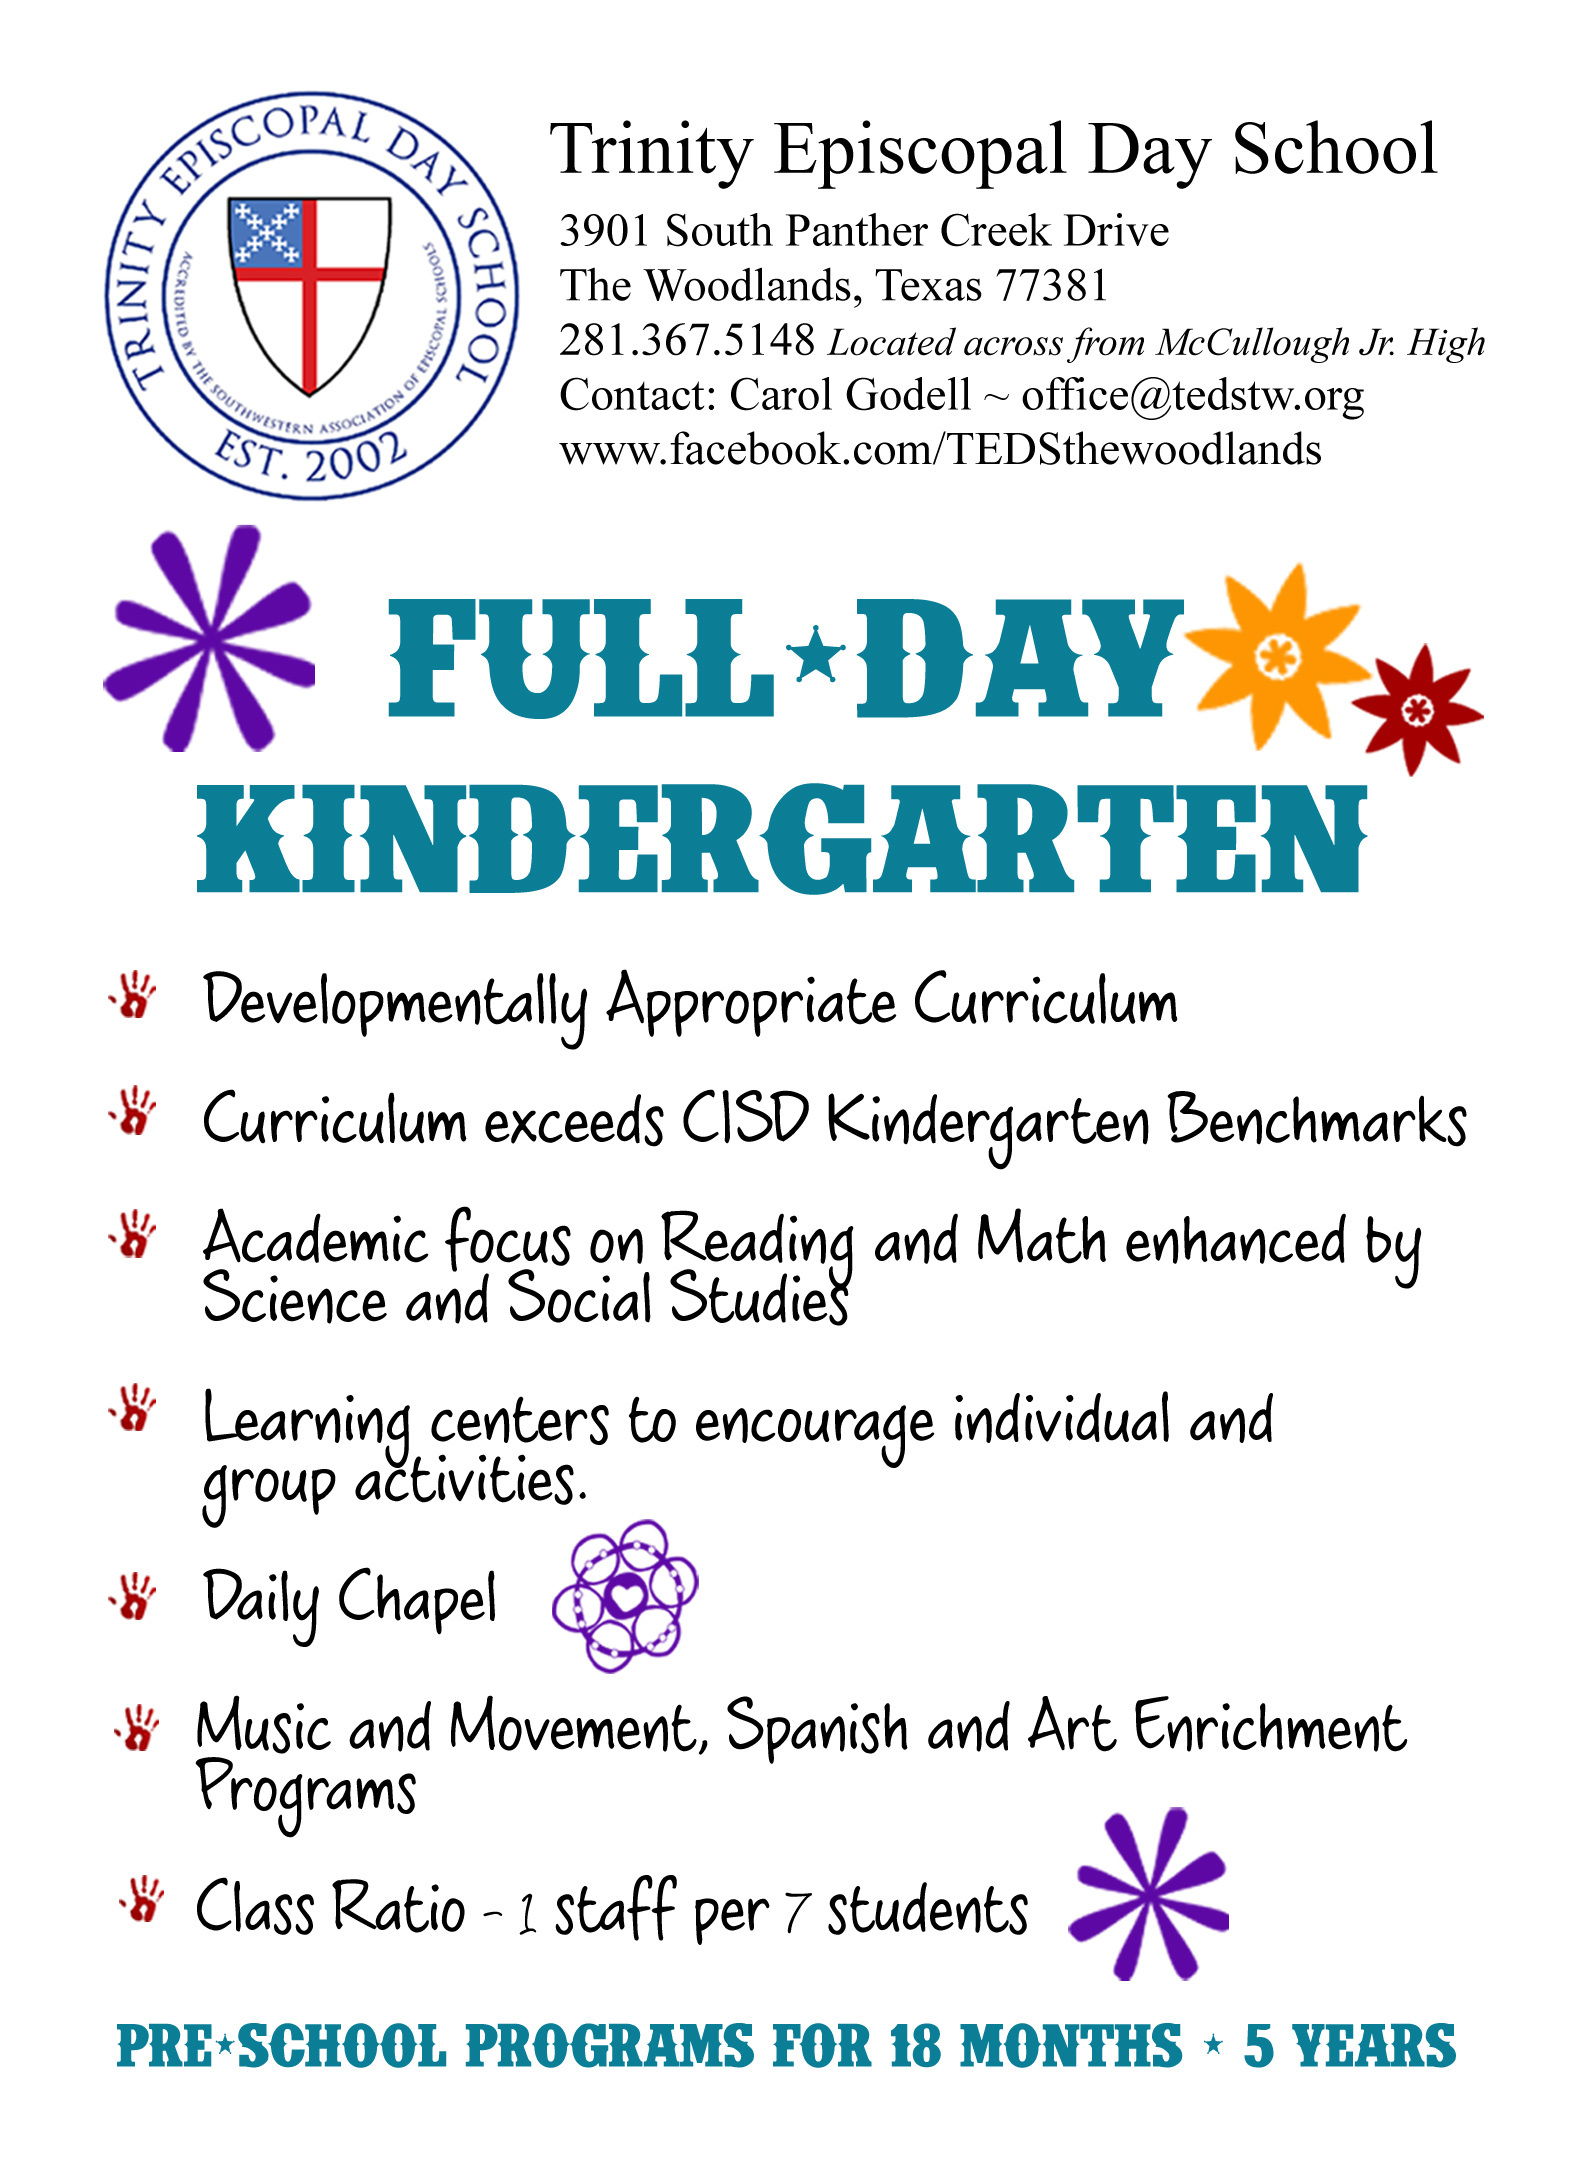 TRINITY EPISCOPAL DAY SCHOOL
ACCREDITED BY THE SOUTHWESTERN ASSOCIATION OF EPISCOPAL SCHOOLS
EST. 2002
Trinity Episcopal Day School
3901 South Panther Creek Drive
The Woodlands, Texas 77381
281.367.5148 Located across from McCullough Jr. High
Contact: Carol Godell ~ office@tedstw.org
www.facebook.com/TEDSthewoodlands
FULL★DAY
KINDERGARTEN
Developmentally Appropriate Curriculum
Curriculum exceeds CISD Kindergarten Benchmarks
Academic focus on Reading and Math enhanced by
Science and Social Studies
Learning centers to encourage individual and
group activities.
Daily Chapel
Music and Movement, Spanish and Art Enrichment
Programs
Class Ratio - 1 staff per 7 students
PRE★SCHOOL PROGRAMS FOR 18 MONTHS ★ 5 YEARS